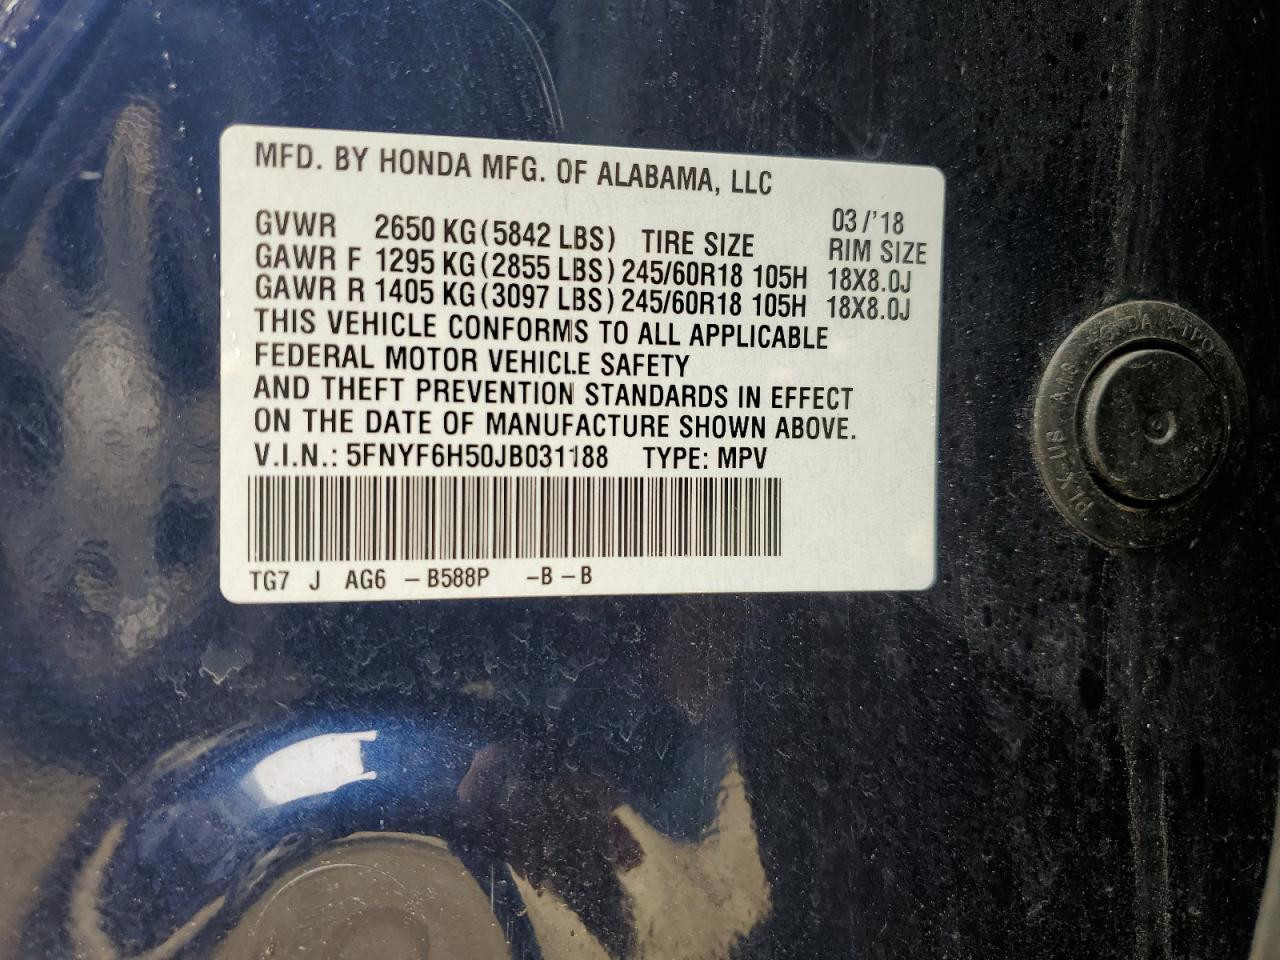 MFD. BY HONDA MFG. OF ALABAMA, LLC
03/'18
GVWR 2650 KG(5842 LBS) TIRE SIZE RIM SIZE
GAWR F 1295 KG(2855 LBS) 245/60R18 105H 18X8.0J
GAWR R 1405 KG(3097 LBS) 245/60R18 105H 18X8.0J
THIS VEHICLE CONFORMS TO ALL APPLICABLE
FEDERAL MOTOR VEHICLE SAFETY
AND THEFT PREVENTION STANDARDS IN EFFECT
ON THE DATE OF MANUFACTURE SHOWN ABOVE.
V.I.N.: 5FNYF6H50JB031188 TYPE: MPV
TG7 J AG6 -B588P -B -B